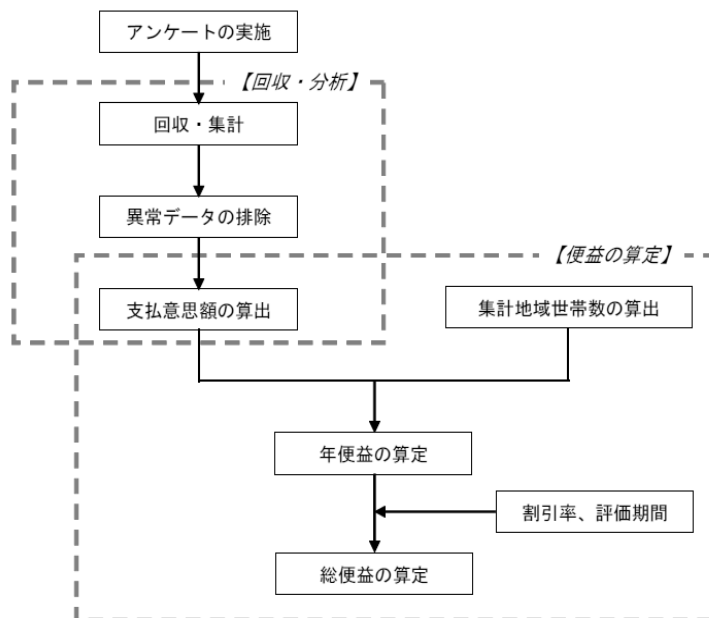 アンケートの実施
【回収・分析】
回収・集計
異常データの排除
【便益の算定】
支払意思額の算出
集計地域世帯数の算出
年便益の算定
割引率、評価期間
総便益の算定